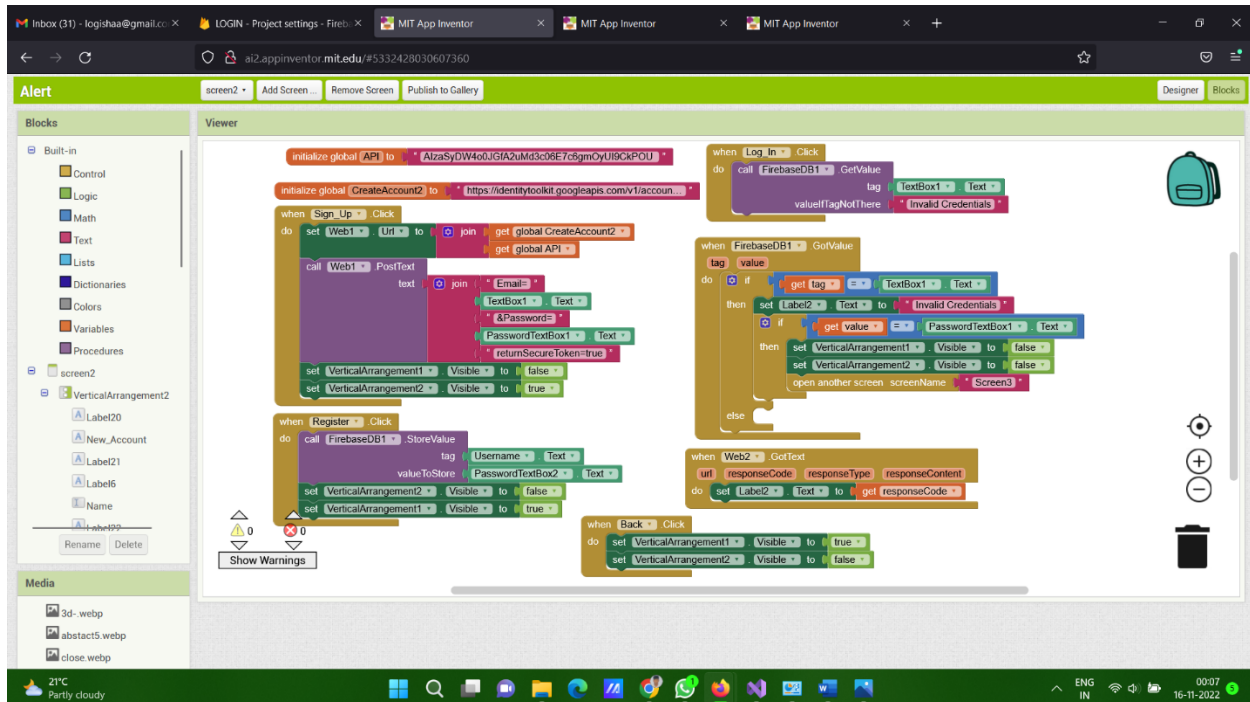 Inbox (31) - logishaa@gmail.co
LOGIN - Project settings - Fireb
MIT App Inventor
MIT App Inventor
MIT App Inventor
ai2.appinventor.mit.edu/#5332428030607360
Alert
screen2
Add Screen ...
Remove Screen
Publish to Gallery
Designer
Blocks
Blocks
Built-in
Control
Logic
Math
Text
Lists
Dictionaries
Colors
Variables
Procedures
screen2
VerticalArrangement2
Label20
New_Account
Label21
Label6
Name
Label22
Rename
Delete
Media
3d-.webp
abstact5.webp
close.webp
Viewer
initialize global API to
initialize global CreateAccount2 to " https://identitytoolkit.googleapis.com/v1/accoun... "
when Sign_Up .Click
do set Web1 . Url to join get global CreateAccount2
get global API
call Web1 .PostText
text join " Email= "
TextBox1 . Text
" &Password= "
PasswordTextBox1 . Text
" returnSecureToken=true "
set VerticalArrangement1 . Visible to false
set VerticalArrangement2 . Visible to true
when Register .Click
do call FirebaseDB1 .StoreValue
tag Username . Text
valueToStore PasswordTextBox2 . Text
set VerticalArrangement2 . Visible to false
set VerticalArrangement1 . Visible to true
0 0
Show Warnings
when Log_In .Click
do call FirebaseDB1 .GetValue
tag TextBox1 . Text
valueIfTagNotThere " Invalid Credentials "
when FirebaseDB1 .GotValue
tag value
do if get tag = TextBox1 . Text
then set Label2 . Text to " Invalid Credentials "
if get value = PasswordTextBox1 . Text
then set VerticalArrangement1 . Visible to false
set VerticalArrangement2 . Visible to false
open another screen screenName " Screen3 "
else
when Web2 .GotText
url responseCode responseType responseContent
do set Label2 . Text to get responseCode
when Back .Click
do set VerticalArrangement1 . Visible to true
set VerticalArrangement2 . Visible to false
21°C
Partly cloudy
ENG
IN
00:07
16-11-2022
5